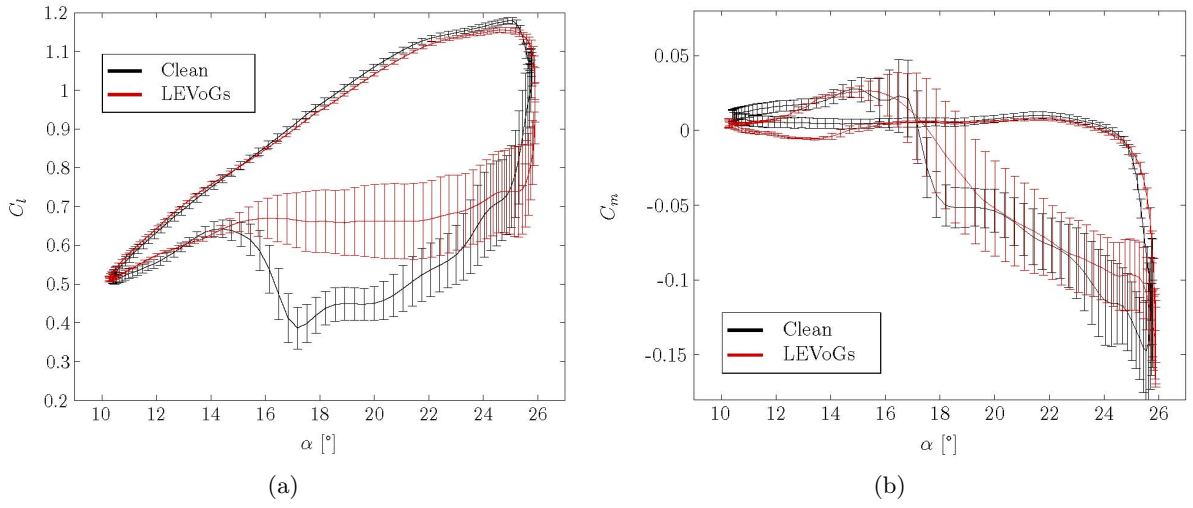 1.2
1.1
1
0.9
0.8
0.7
0.6
0.5
0.4
0.3
0.2
C_l
Clean
LEVoGs
10 12 14 16 18 20 22 24 26
α [°]
(a)
0.05
0
-0.05
-0.1
-0.15
C_m
Clean
LEVoGs
10 12 14 16 18 20 22 24 26
α [°]
(b)